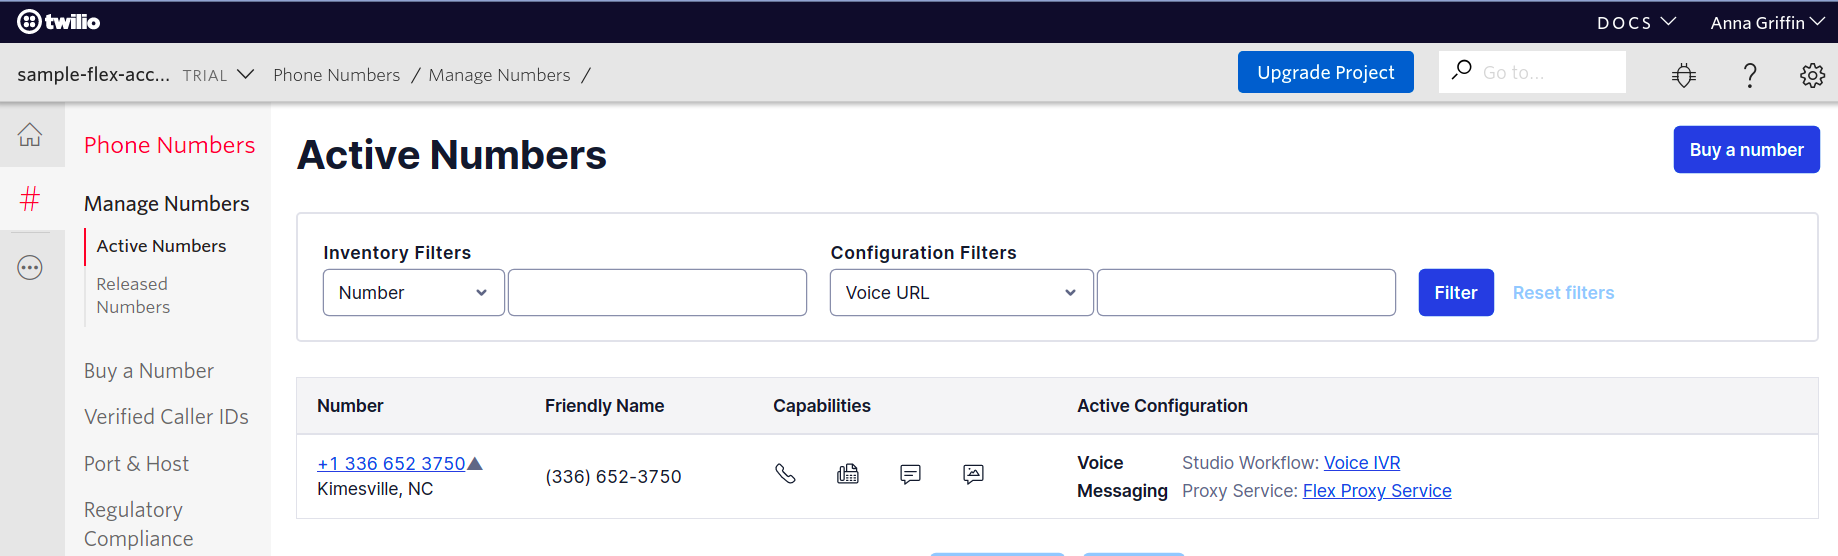 twilio
DOCS
Anna Griffin
sample-flex-acc... TRIAL
Phone Numbers / Manage Numbers /
Upgrade Project
Go to...
?
Phone Numbers
#
Manage Numbers
Active Numbers
Released
Numbers
Buy a Number
Verified Caller IDs
Port & Host
Regulatory
Compliance
Active Numbers
Buy a number
Inventory Filters
Number
Configuration Filters
Voice URL
Filter
Reset filters
Number Friendly Name Capabilities Active Configuration
+1 336 652 3750
Kimesville, NC
(336) 652-3750
Voice Studio Workflow: Voice IVR
Messaging Proxy Service: Flex Proxy Service